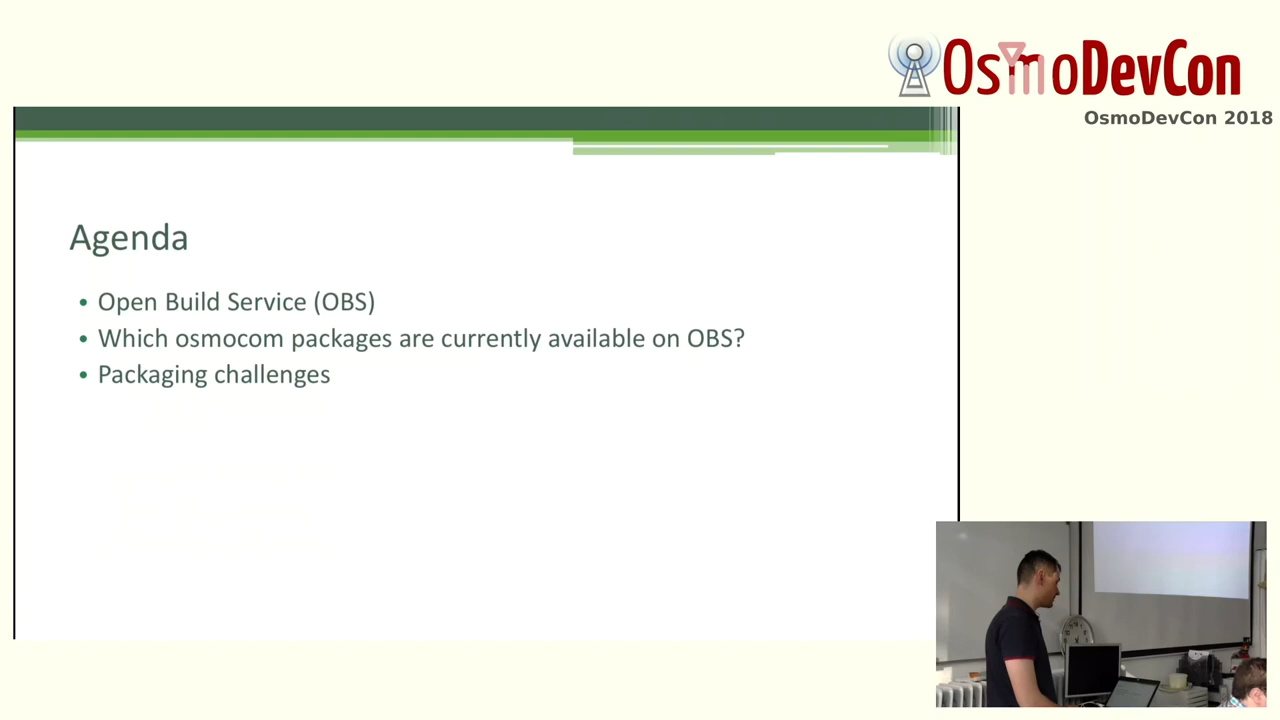 OsmoDevCon
OsmoDevCon 2018
Agenda
• Open Build Service (OBS)
• Which osmocom packages are currently available on OBS?
• Packaging challenges